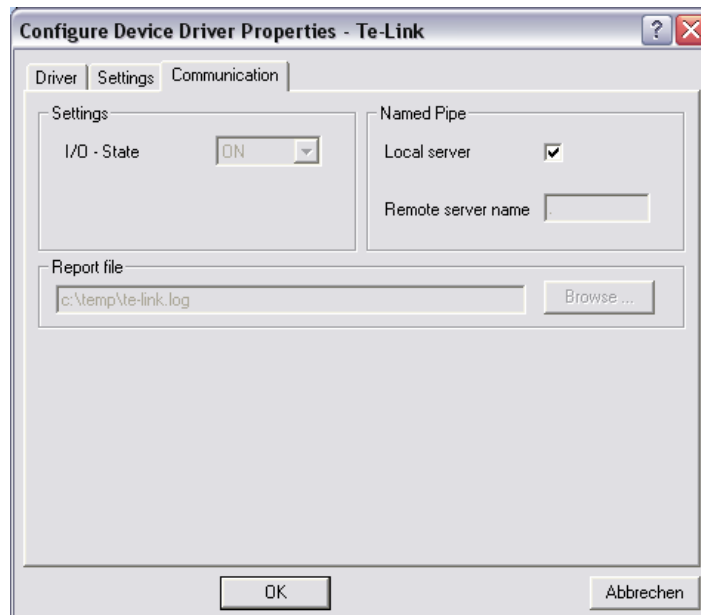 Configure Device Driver Properties - Te-Link
Driver Settings Communication
Settings
I/O - State ON
Named Pipe
Local server
Remote server name .
Report file
c:\temp\te-link.log Browse ...
OK Abbrechen